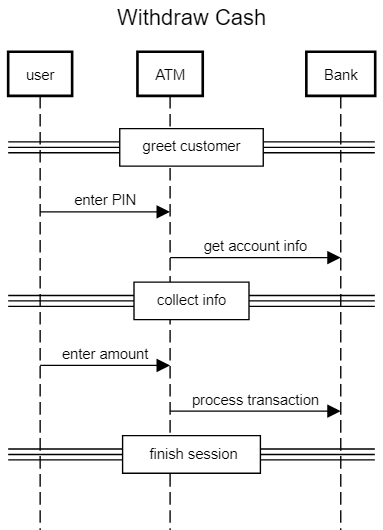 Withdraw Cash
user
ATM
Bank
greet customer
enter PIN
get account info
collect info
enter amount
process transaction
finish session